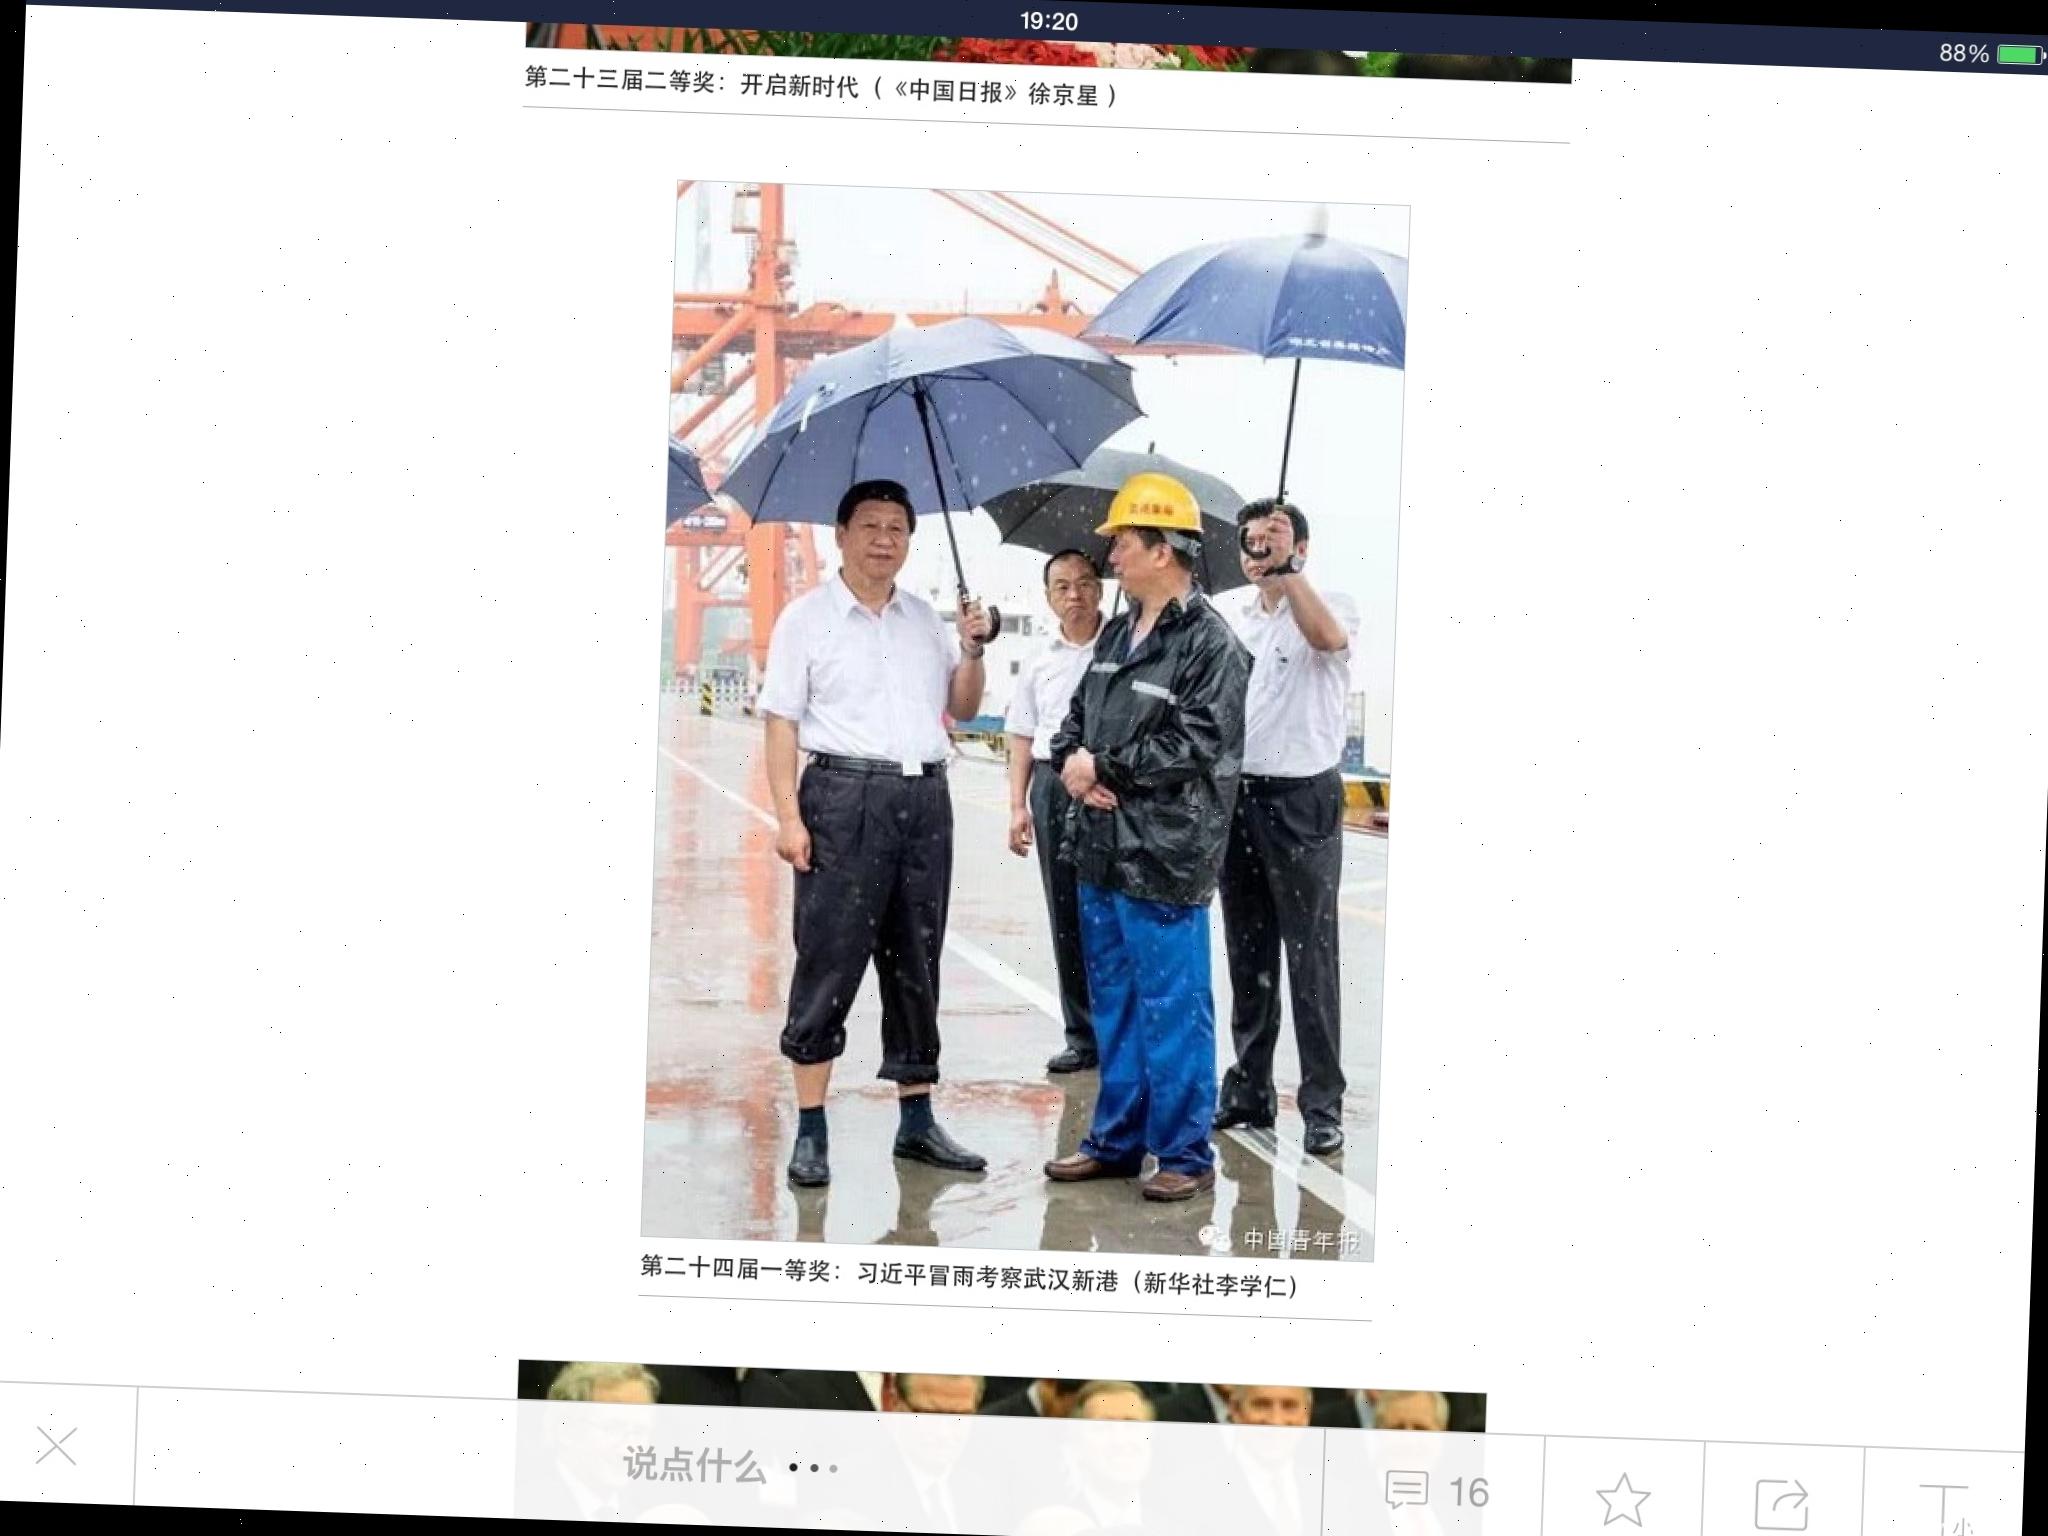 19:20
88%
第二十三届二等奖：开启新时代（《中国日报》徐京星）
中国青年报
第二十四届一等奖：习近平冒雨考察武汉新港（新华社李学仁）
说点什么
16
小